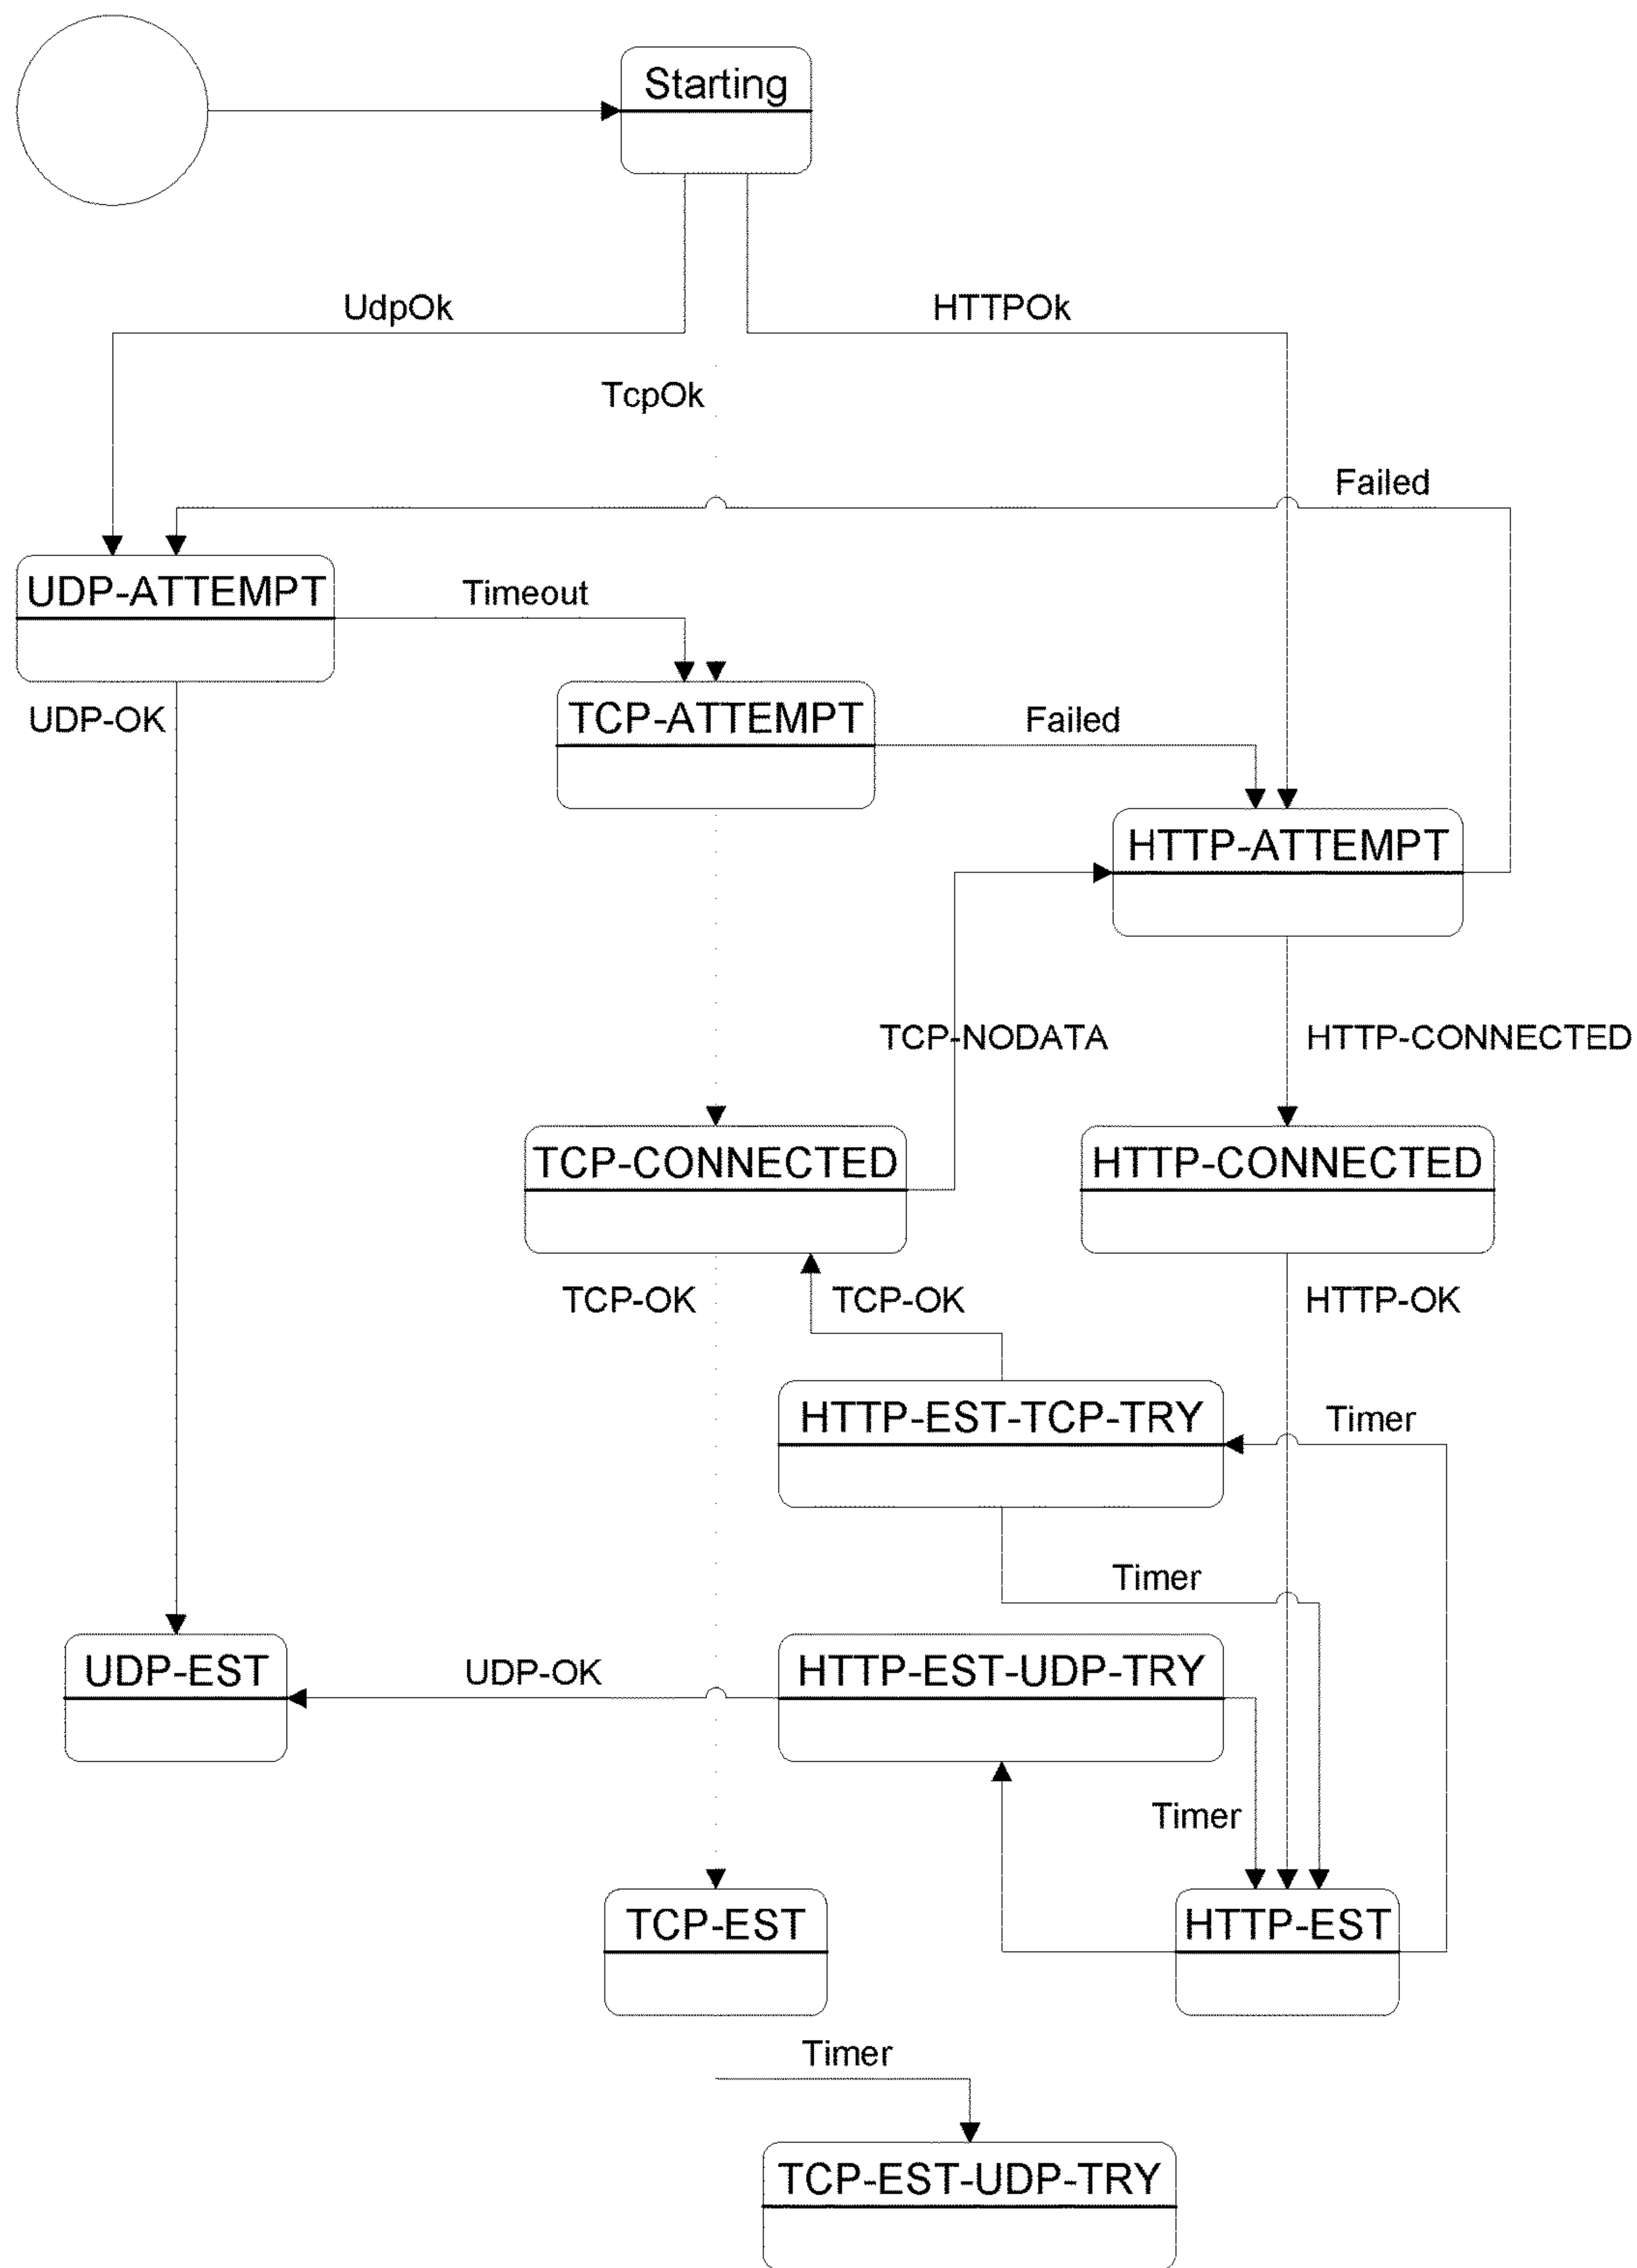 Starting
UdpOk
HTTPOk
TcpOk
Failed
UDP-ATTEMPT
Timeout
UDP-OK
TCP-ATTEMPT
Failed
HTTP-ATTEMPT
TCP-NODATA
HTTP-CONNECTED
TCP-CONNECTED
HTTP-CONNECTED
TCP-OK
TCP-OK
HTTP-OK
HTTP-EST-TCP-TRY
Timer
Timer
UDP-EST
UDP-OK
HTTP-EST-UDP-TRY
Timer
TCP-EST
HTTP-EST
Timer
TCP-EST-UDP-TRY